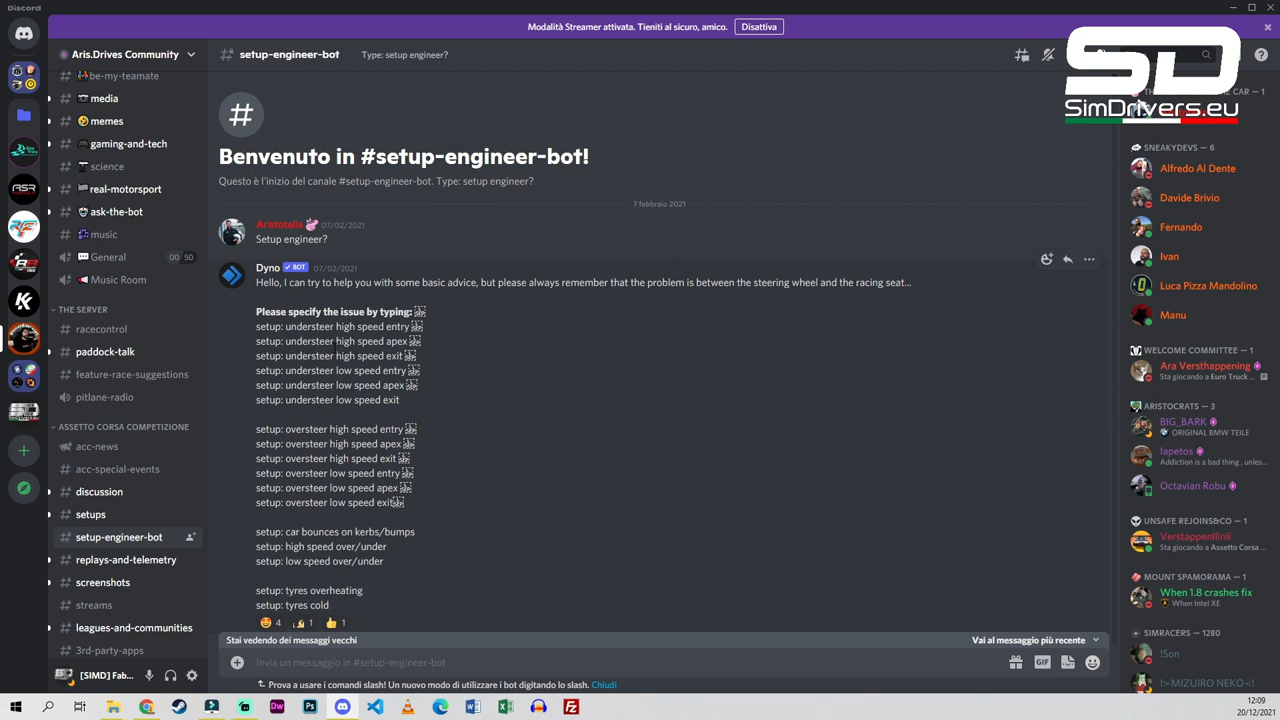 Discord
Modalità Streamer attivata. Tieniti al sicuro, amico.
Disattiva
Aris.Drives Community
setup-engineer-bot
Type: setup engineer?
SD
SimDrivers.eu
be-my-teamate
media
memes
gaming-and-tech
science
real-motorsport
ask-the-bot
music
General
00 50
Music Room
THE SERVER
racecontrol
paddock-talk
feature-race-suggestions
pitlane-radio
ASSETTO CORSA COMPETIZIONE
acc-news
acc-special-events
discussion
setups
setup-engineer-bot
replays-and-telemetry
screenshots
streams
leagues-and-communities
3rd-party-apps
[SIMD] Fab...
Benvenuto in #setup-engineer-bot!
Questo è l'inizio del canale #setup-engineer-bot. Type: setup engineer?
7 febbraio 2021
Aristotelis 07/02/2021
Setup engineer?
Dyno BOT 07/02/2021
Hello, I can try to help you with some basic advice, but please always remember that the problem is between the steering wheel and the racing seat...
Please specify the issue by typing:
setup: understeer high speed entry
setup: understeer high speed apex
setup: understeer high speed exit
setup: understeer low speed entry
setup: understeer low speed apex
setup: understeer low speed exit
setup: oversteer high speed entry
setup: oversteer high speed apex
setup: oversteer high speed exit
setup: oversteer low speed entry
setup: oversteer low speed apex
setup: oversteer low speed exit
setup: car bounces on kerbs/bumps
setup: high speed over/under
setup: low speed over/under
setup: tyres overheating
setup: tyres cold
4 1 1
Stai vedendo dei messaggi vecchi
Vai al messaggio più recente
Invia un messaggio in #setup-engineer-bot
GIF
Prova a usare i comandi slash! Un nuovo modo di utilizzare i bot digitando lo slash. Chiudi
CAR — 1
SNEAKYDEVS — 6
Alfredo Al Dente
Davide Brivio
Fernando
Ivan
Luca Pizza Mandolino
Manu
WELCOME COMMITTEE — 1
Ara Versthappening
Sta giocando a Euro Truck ...
ARISTOCRATS — 3
BIG_BARK
ORIGINAL BMW TEILE
Iapetos
Addiction is a bad thing , unles...
Octavian Robu
UNSAFE REJOINS&CO — 1
Verstappenllinii
Sta giocando a Assetto Corsa ...
MOUNT SPAMORAMA — 1
When 1.8 crashes fix
When Intel XE
SIMRACERS — 1280
!Son
!>MIZUIRO NEKO<!
12:09
20/12/2021